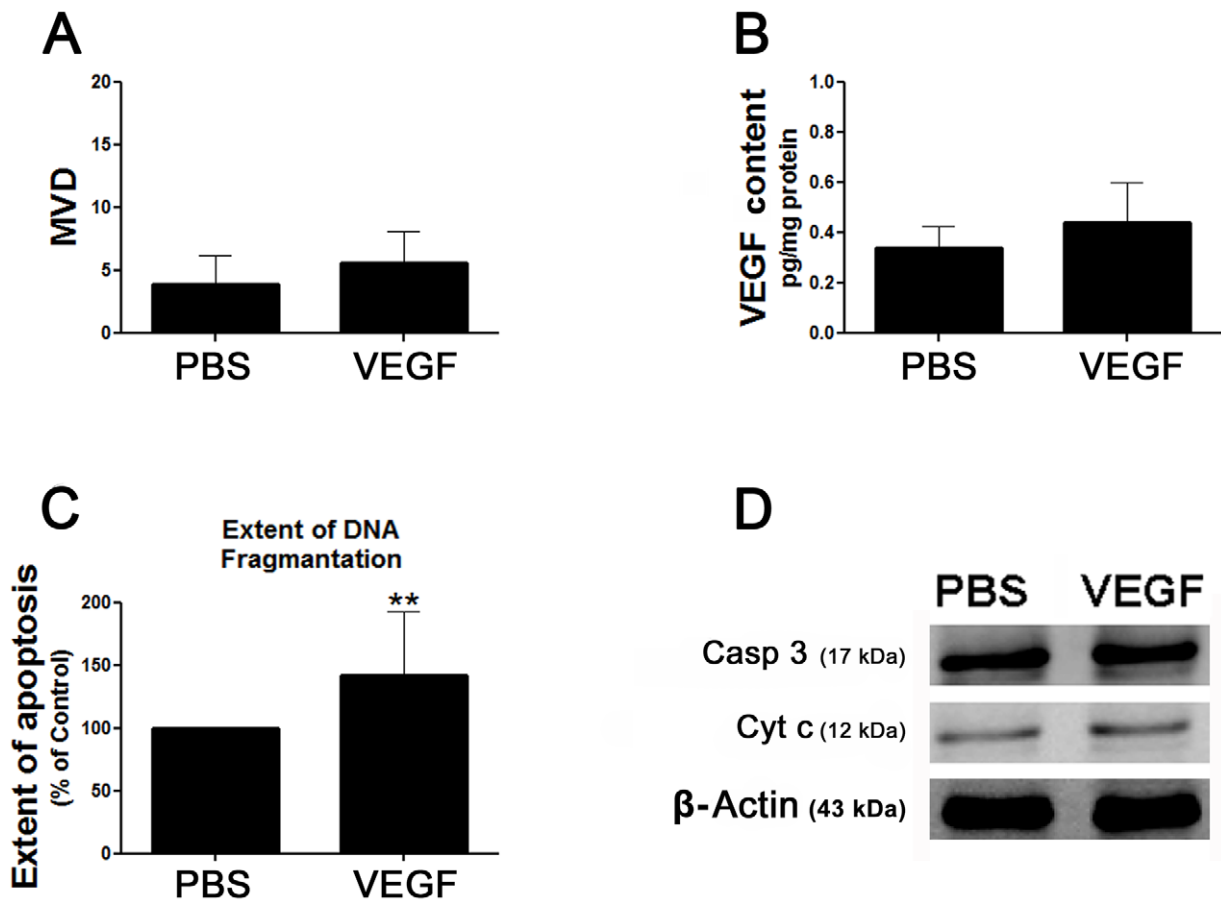 A
MVD
20
15
10
5
0
PBS VEGF
B
VEGF content
pg/mg protein
1.0
0.8
0.6
0.4
0.2
0.0
PBS VEGF
C
Extent of DNA
Fragmantation
Extent of apoptosis
(% of Control)
200
150
100
50
0
**
PBS VEGF
D
PBS VEGF
Casp 3 (17 kDa)
Cyt c (12 kDa)
β-Actin (43 kDa)